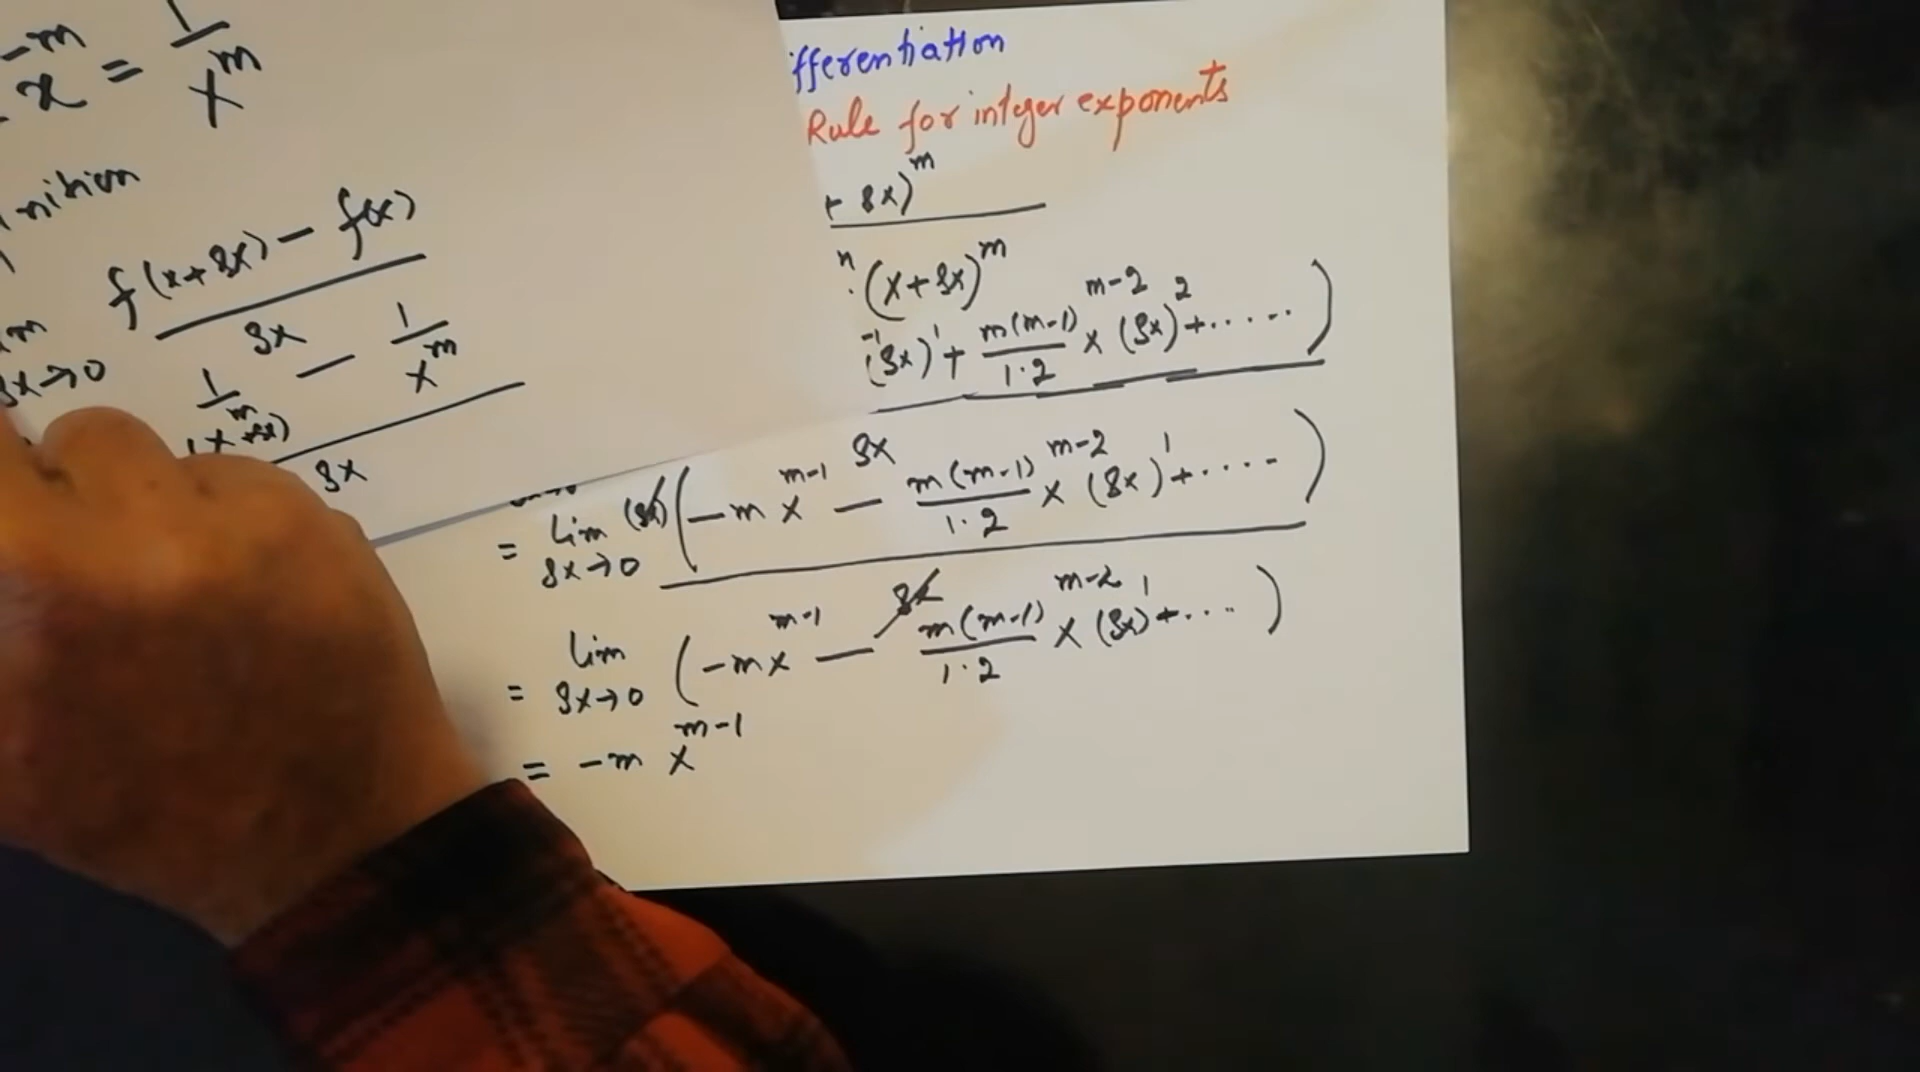 x^-m = 1/x^m
nition
f(x+δx) - f(x)
δx
δx→0
1/(x+δx)^m - 1/x^m
δx
fferentiation
Rule for integer exponents
+ δx)^m
(x+δx)^m
(δx)^1 + m(m-1)/1·2 x^m-2 (δx)^2 + ..... )
δx
= lim δx→0 (δx) (-m x^m-1 - m(m-1)/1·2 x^m-2 (δx)^1 + .... )
δx
= lim δx→0 (-m x^m-1 - m(m-1)/1·2 x^m-2 (δx)^1 + .... )
= -m x^m-1